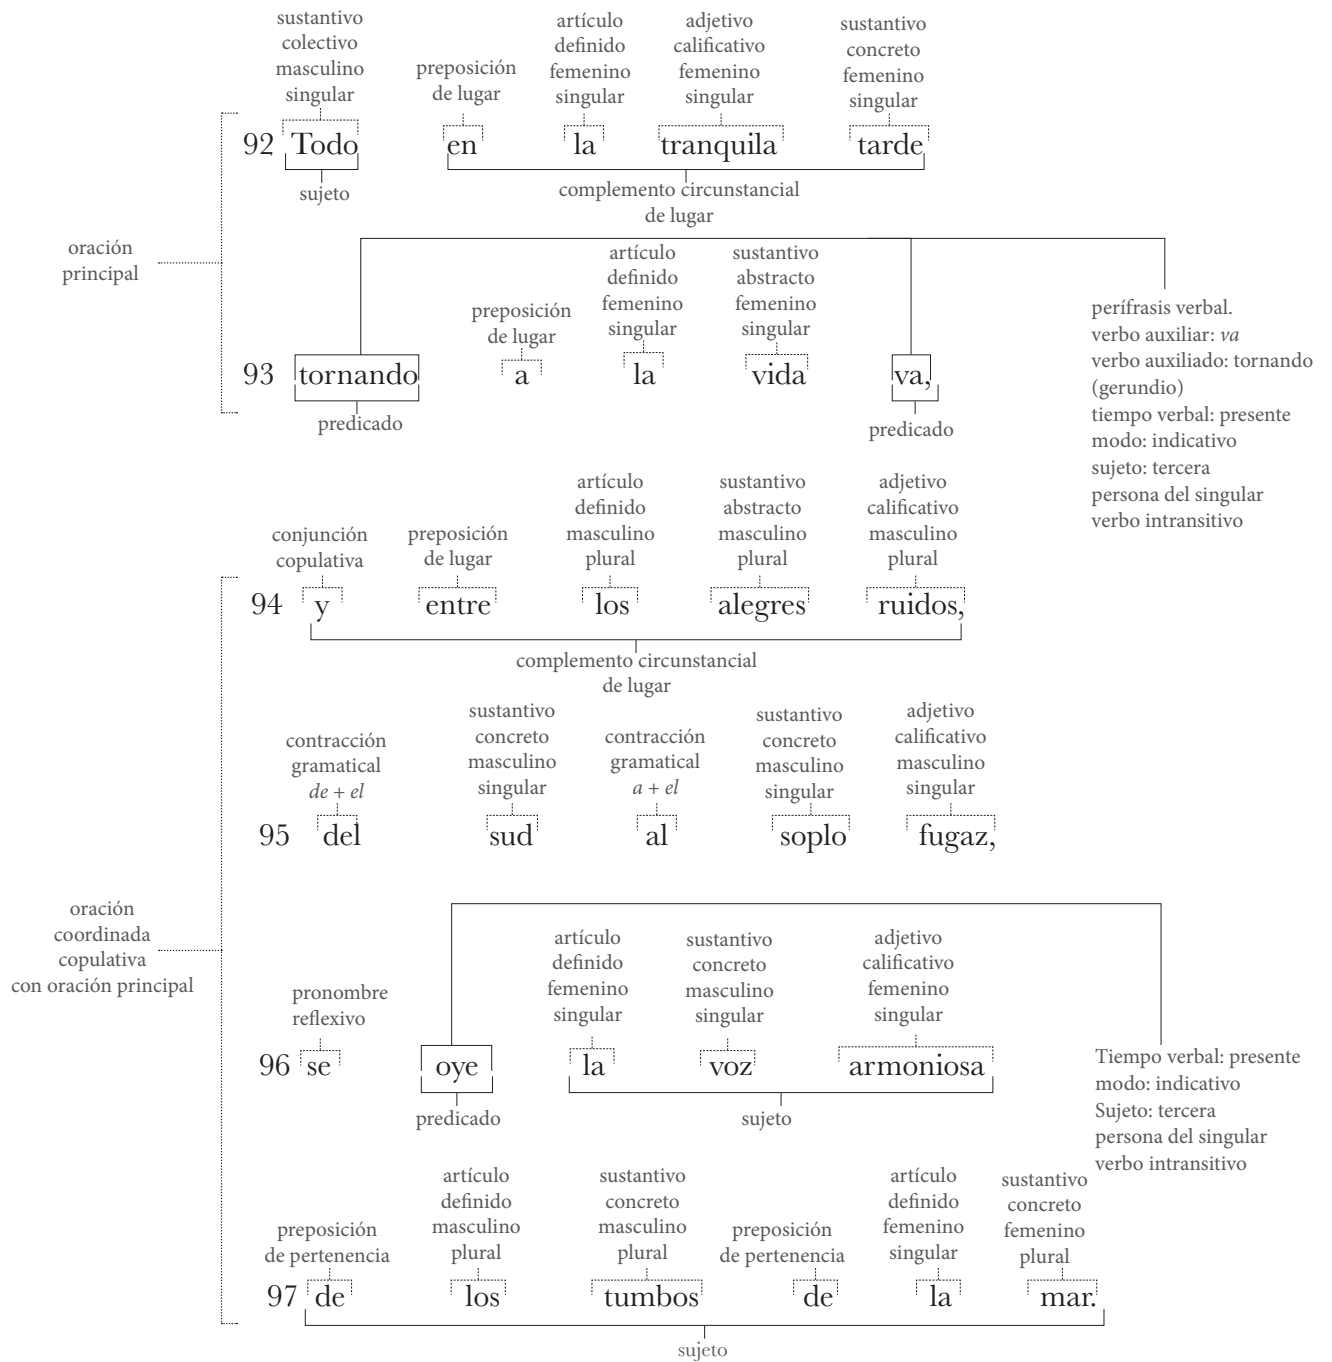 sustantivo
colectivo
masculino
singular
preposición
de lugar
artículo
definido
femenino
singular
adjetivo
calificativo
femenino
singular
sustantivo
concreto
femenino
singular
92 Todo en la tranquila tarde
sujeto
complemento circunstancial
de lugar
oración
principal
preposición
de lugar
artículo
definido
femenino
singular
sustantivo
abstracto
femenino
singular
93 tornando a la vida va,
predicado
predicado
perífrasis verbal.
verbo auxiliar: va
verbo auxiliado: tornando
(gerundio)
tiempo verbal: presente
modo: indicativo
sujeto: tercera
persona del singular
verbo intransitivo
conjunción
copulativa
preposición
de lugar
artículo
definido
masculino
plural
sustantivo
abstracto
masculino
plural
adjetivo
calificativo
masculino
plural
94 y entre los alegres ruidos,
complemento circunstancial
de lugar
contracción
gramatical
de + el
sustantivo
concreto
masculino
singular
contracción
gramatical
a + el
sustantivo
concreto
masculino
singular
adjetivo
calificativo
masculino
singular
95 del sud al soplo fugaz,
oración
coordinada
copulativa
con oración principal
pronombre
reflexivo
artículo
definido
femenino
singular
sustantivo
concreto
masculino
singular
adjetivo
calificativo
femenino
singular
96 se oye la voz armoniosa
predicado
sujeto
Tiempo verbal: presente
modo: indicativo
Sujeto: tercera
persona del singular
verbo intransitivo
preposición
de pertenencia
artículo
definido
masculino
plural
sustantivo
concreto
masculino
plural
preposición
de pertenencia
artículo
definido
femenino
singular
sustantivo
concreto
femenino
plural
97 de los tumbos de la mar.
sujeto